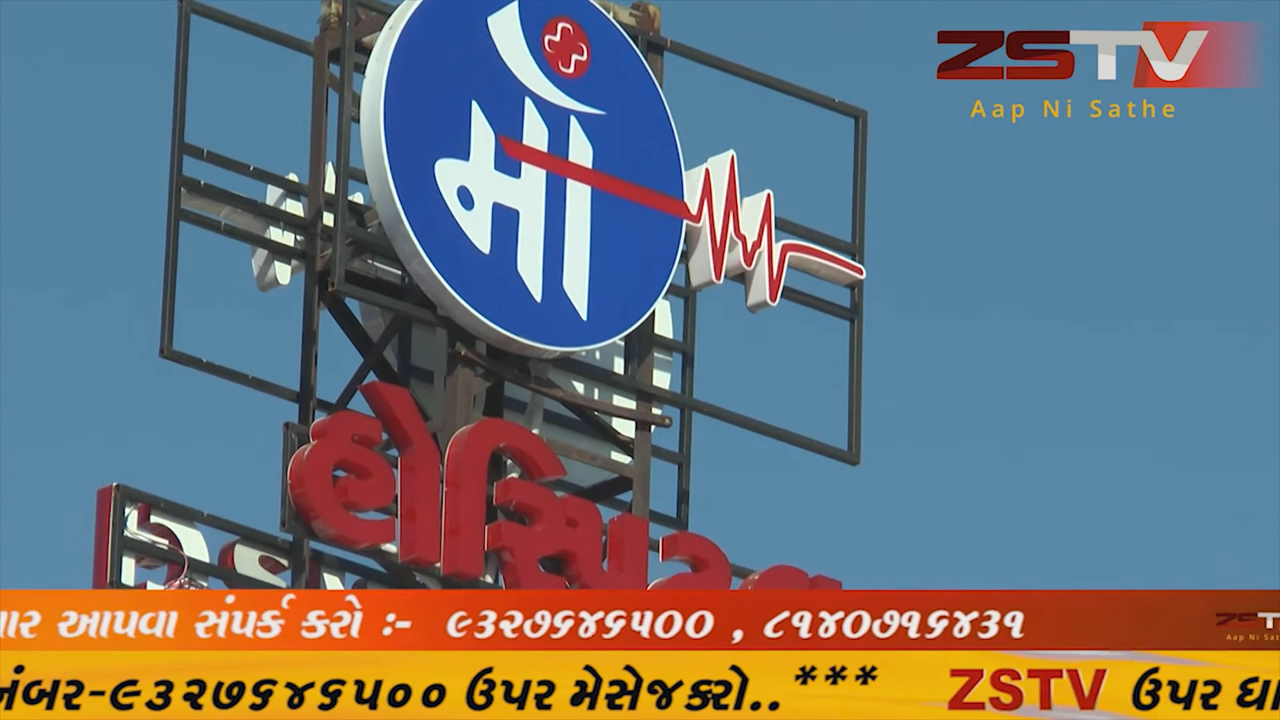 ZSTV
Aap Ni Sathe
માઁ
હોસ્પિટલ
આપવા સંપર્ક કરો :- ૯૩૨૭૬૪૬૫૦૦ , ૮૧૪૦૭૧૬૪૩૧
નંબર-૯૩૨૭૬૪૬૫૦૦ ઉપર મેસેજ કરો.. *** ZSTV ઉપર